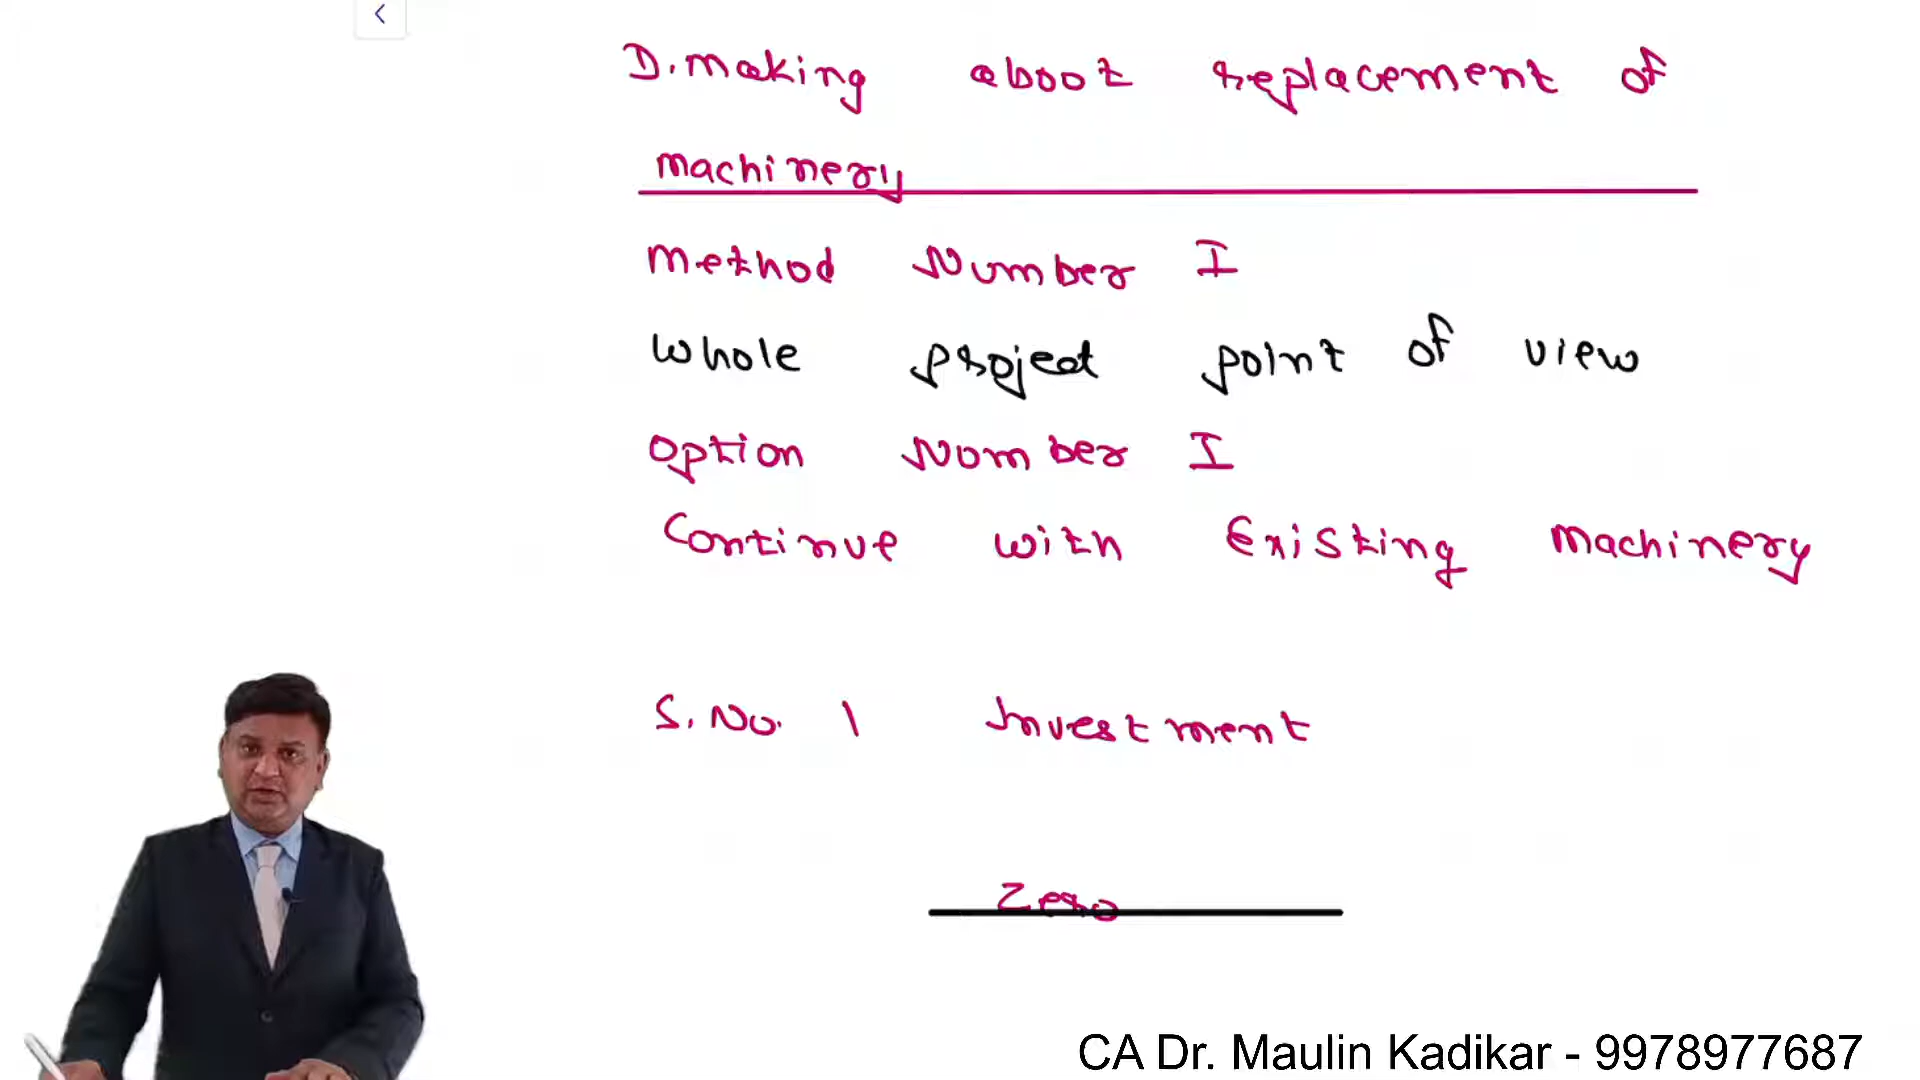 D.making about replacement of
machinery
Method Number I
Whole project point of view
Option Number I
Continue with Existing Machinery
S. No. 1 Investment
Zero
CA Dr. Maulin Kadikar - 9978977687